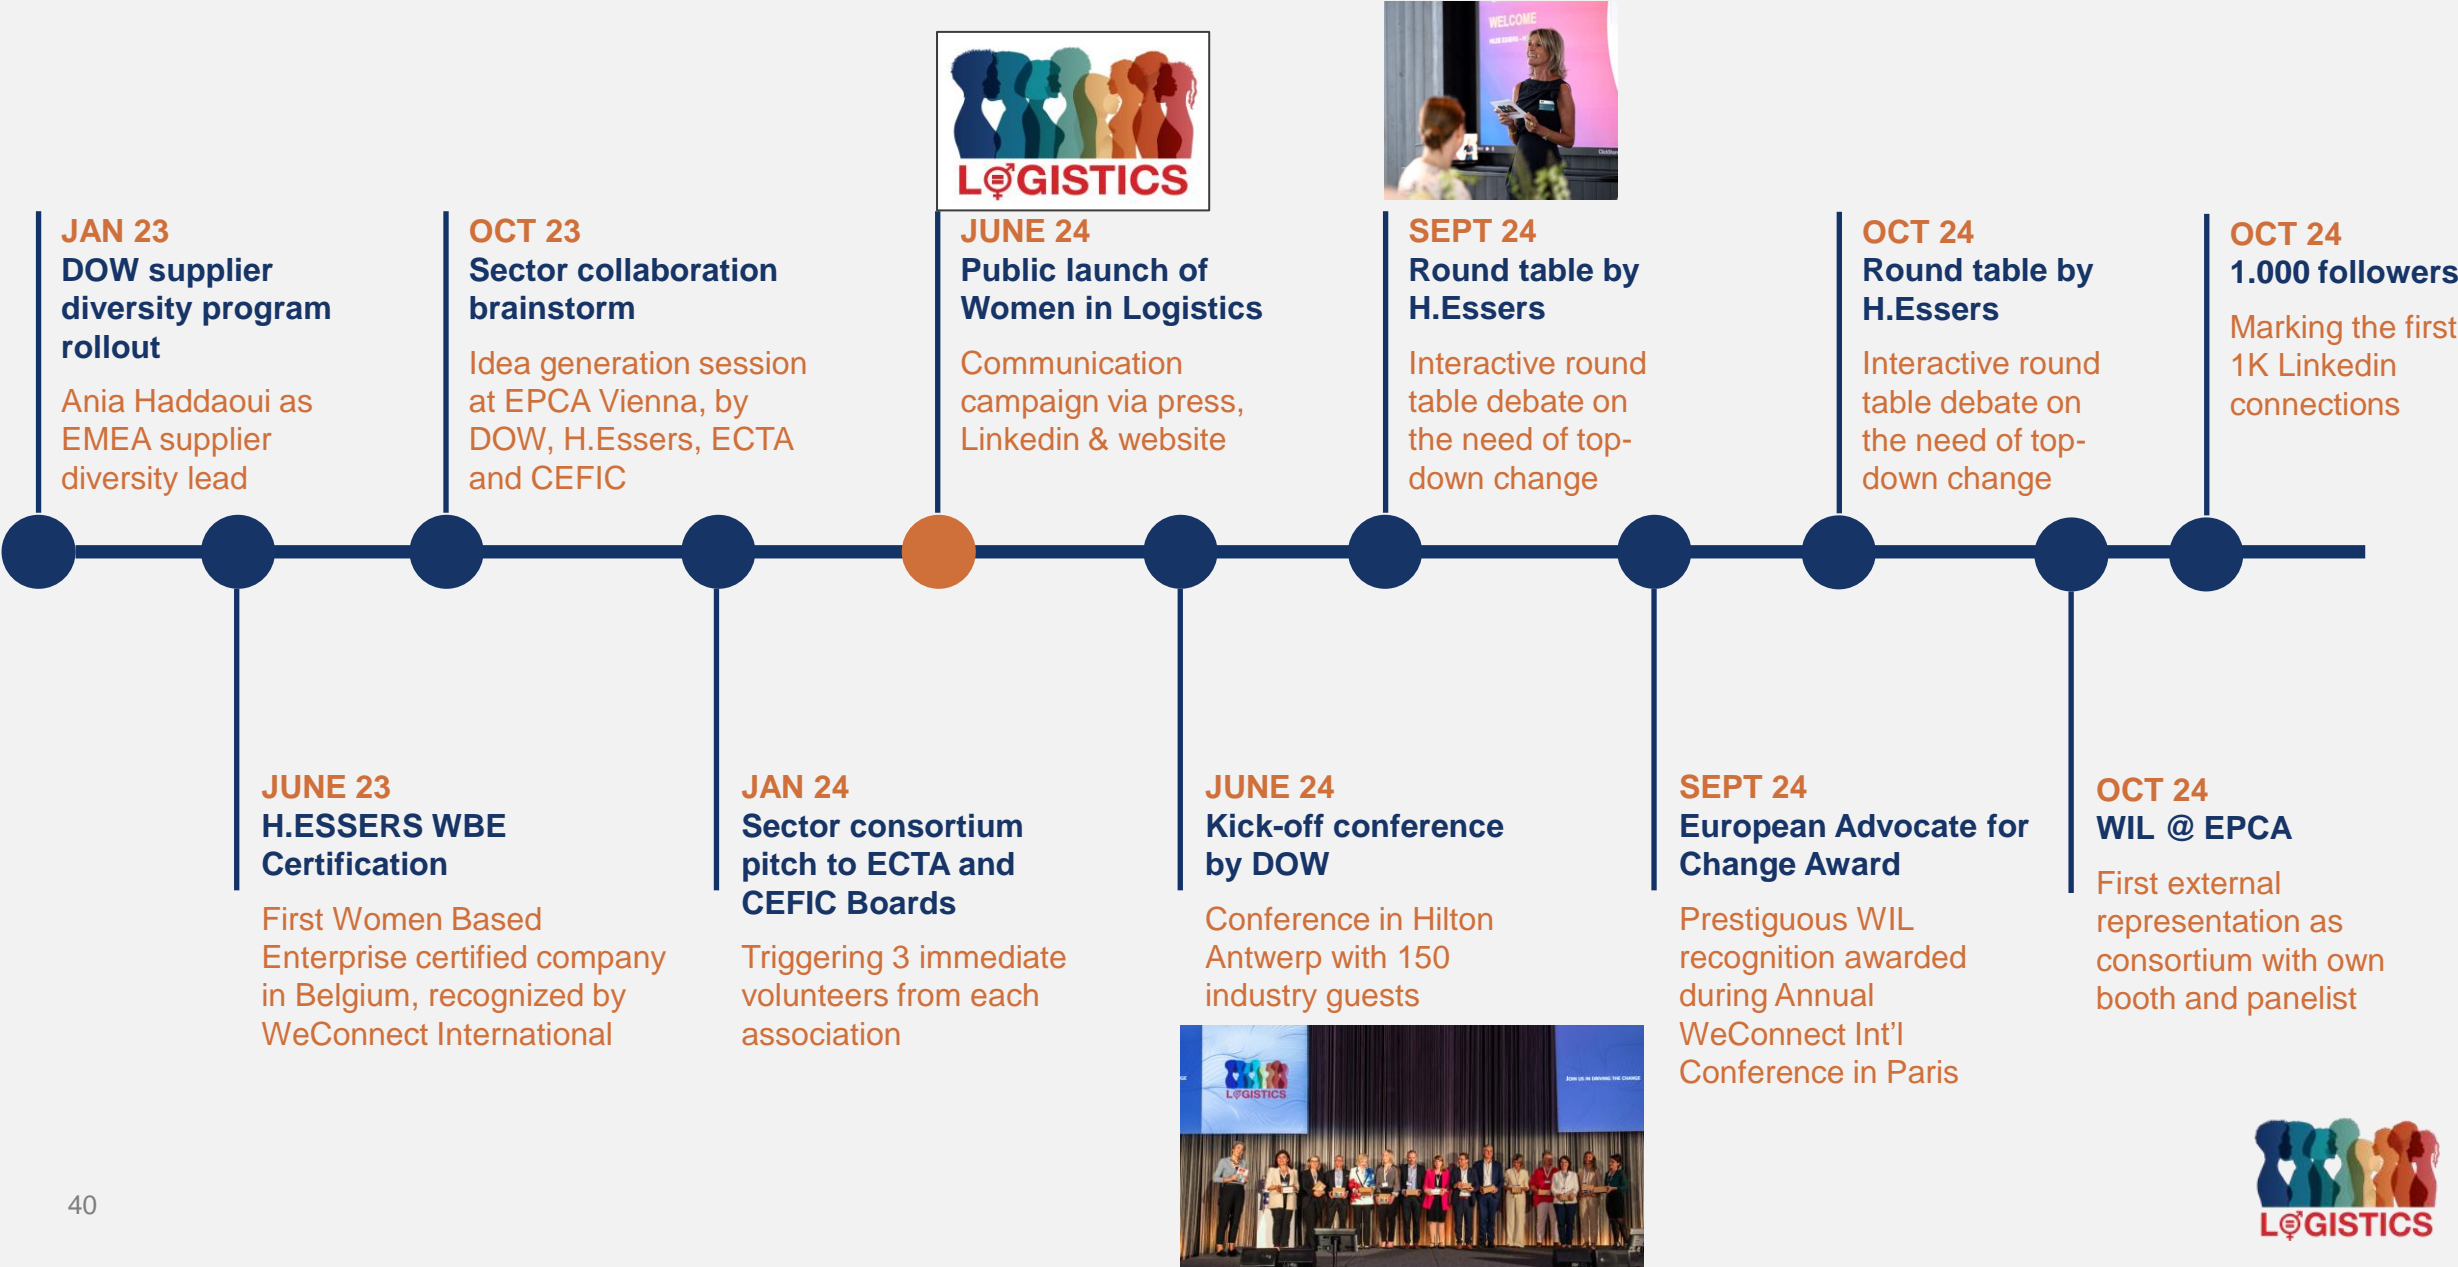 WELCOME
LOGISTICS
JAN 23
DOW supplier
diversity program
rollout
Ania Haddaoui as
EMEA supplier
diversity lead
OCT 23
Sector collaboration
brainstorm
Idea generation session
at EPCA Vienna, by
DOW, H.Essers, ECTA
and CEFIC
JUNE 24
Public launch of
Women in Logistics
Communication
campaign via press,
Linkedin & website
SEPT 24
Round table by
H.Essers
Interactive round
table debate on
the need of top-
down change
OCT 24
Round table by
H.Essers
Interactive round
table debate on
the need of top-
down change
OCT 24
1.000 followers
Marking the first
1K Linkedin
connections
JUNE 23
H.ESSERS WBE
Certification
First Women Based
Enterprise certified company
in Belgium, recognized by
WeConnect International
JAN 24
Sector consortium
pitch to ECTA and
CEFIC Boards
Triggering 3 immediate
volunteers from each
association
JUNE 24
Kick-off conference
by DOW
Conference in Hilton
Antwerp with 150
industry guests
SEPT 24
European Advocate for
Change Award
Prestiguous WIL
recognition awarded
during Annual
WeConnect Int’l
Conference in Paris
OCT 24
WIL @ EPCA
First external
representation as
consortium with own
booth and panelist
LOGISTICS
JOIN US IN DRIVING THE CHANGE
40
LOGISTICS